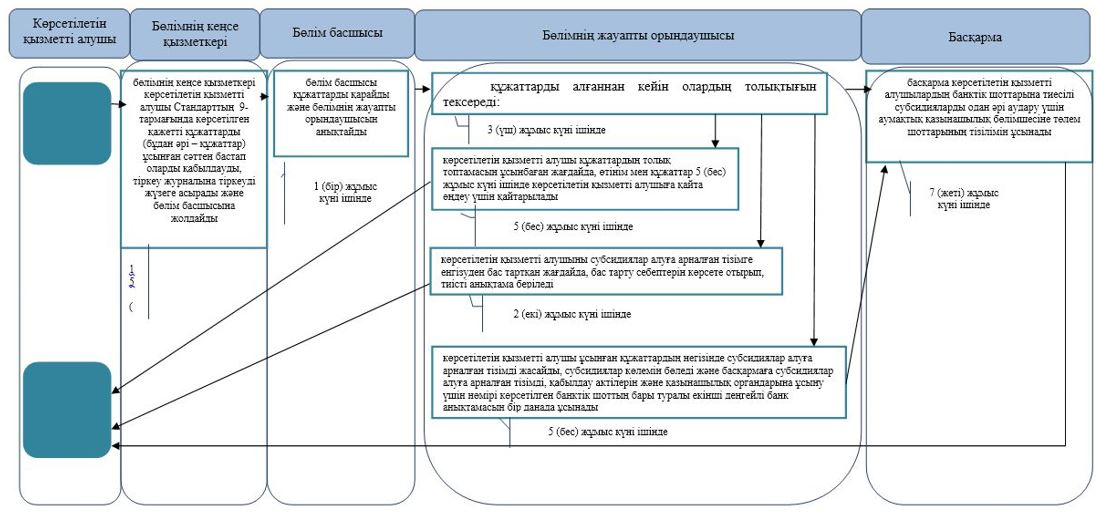 Көрсетілетін
қызметті алушы
Бөлімнің кеңсе
қызметкері
Бөлім басшысы
Бөлімнің жауапты орындаушысы
Басқарма
бөлімнің кеңсе қызметкері
көрсетілетін қызметті
алушы Стандарттың 9-
тармағында көрсетілген
қажетті құжаттарды
(бұдан әрі – құжаттар)
ұсынған сәттен бастап
оларды қабылдауды,
тіркеу журналына тіркеуді
жүзеге асырады және
бөлім басшысына
жолдайды
(
бөлім басшысы
құжаттарды қарайды
және бөлімнің жауапты
орындаушысын
анықтайды
1 (бір) жұмыс
күні ішінде
құжаттарды алғаннан кейін олардың толықтығын
тексереді:
3 (үш) жұмыс күні ішінде
көрсетілетін қызметті алушы құжаттардың толық
топтамасын ұсынбаған жағдайда, өтінім мен құжаттар 5 (бес)
жұмыс күні ішінде көрсетілетін қызметті алушыға қайта
өңдеу үшін қайтарылады
5 (бес) жұмыс күні ішінде
көрсетілетін қызметті алушыны субсидиялар алуға арналған тізімге
енгізуден бас тартқан жағдайда, бас тарту себептерін көрсете отырып,
тиісті анықтама беріледі
2 (екі) жұмыс күні ішінде
көрсетілетін қызметті алушы ұсынған құжаттардың негізінде субсидиялар алуға
арналған тізімді жасайды, субсидиялар көлемін бөледі және басқармаға субсидиялар
алуға арналған тізімді, қабылдау актілерін және қазынашылық органдарына ұсыну
үшін нөмірі көрсетілген банктік шоттың бары туралы екінші деңгейлі банк
анықтамасын бір данада ұсынады
5 (бес) жұмыс күні ішінде
басқарма көрсетілетін қызметті
алушылардың банктік шоттарына тиесілі
субсидияларды одан әрі аудару үшін
аумақтық қазынашылық бөлімшесіне төлем
шоттарының тізілімін ұсынады
7 (жеті) жұмыс
күні ішінде